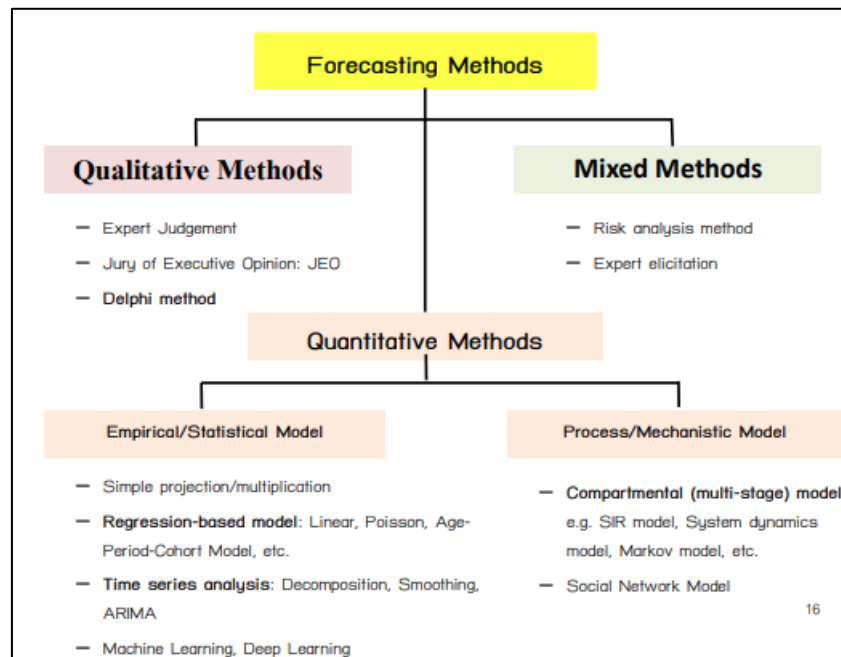 Forecasting Methods
Qualitative Methods
— Expert Judgement
— Jury of Executive Opinion: JEO
— Delphi method
Mixed Methods
— Risk analysis method
— Expert elicitation
Quantitative Methods
Empirical/Statistical Model
— Simple projection/multiplication
— Regression-based model: Linear, Poisson, Age-
Period-Cohort Model, etc.
— Time series analysis: Decomposition, Smoothing,
ARIMA
— Machine Learning, Deep Learning
Process/Mechanistic Model
— Compartmental (multi-stage) model
e.g. SIR model, System dynamics
model, Markov model, etc.
— Social Network Model
16